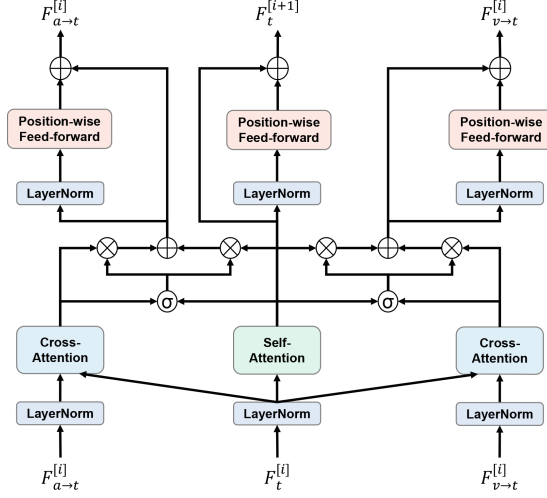 F_{a→t}^{[i]} F_t^{[i+1]} F_{v→t}^{[i]}
Position-wise Feed-forward
Position-wise Feed-forward
Position-wise Feed-forward
LayerNorm LayerNorm LayerNorm
σ σ
Cross-Attention
Self-Attention
Cross-Attention
LayerNorm LayerNorm LayerNorm
F_{a→t}^{[i]} F_t^{[i]} F_{v→t}^{[i]}